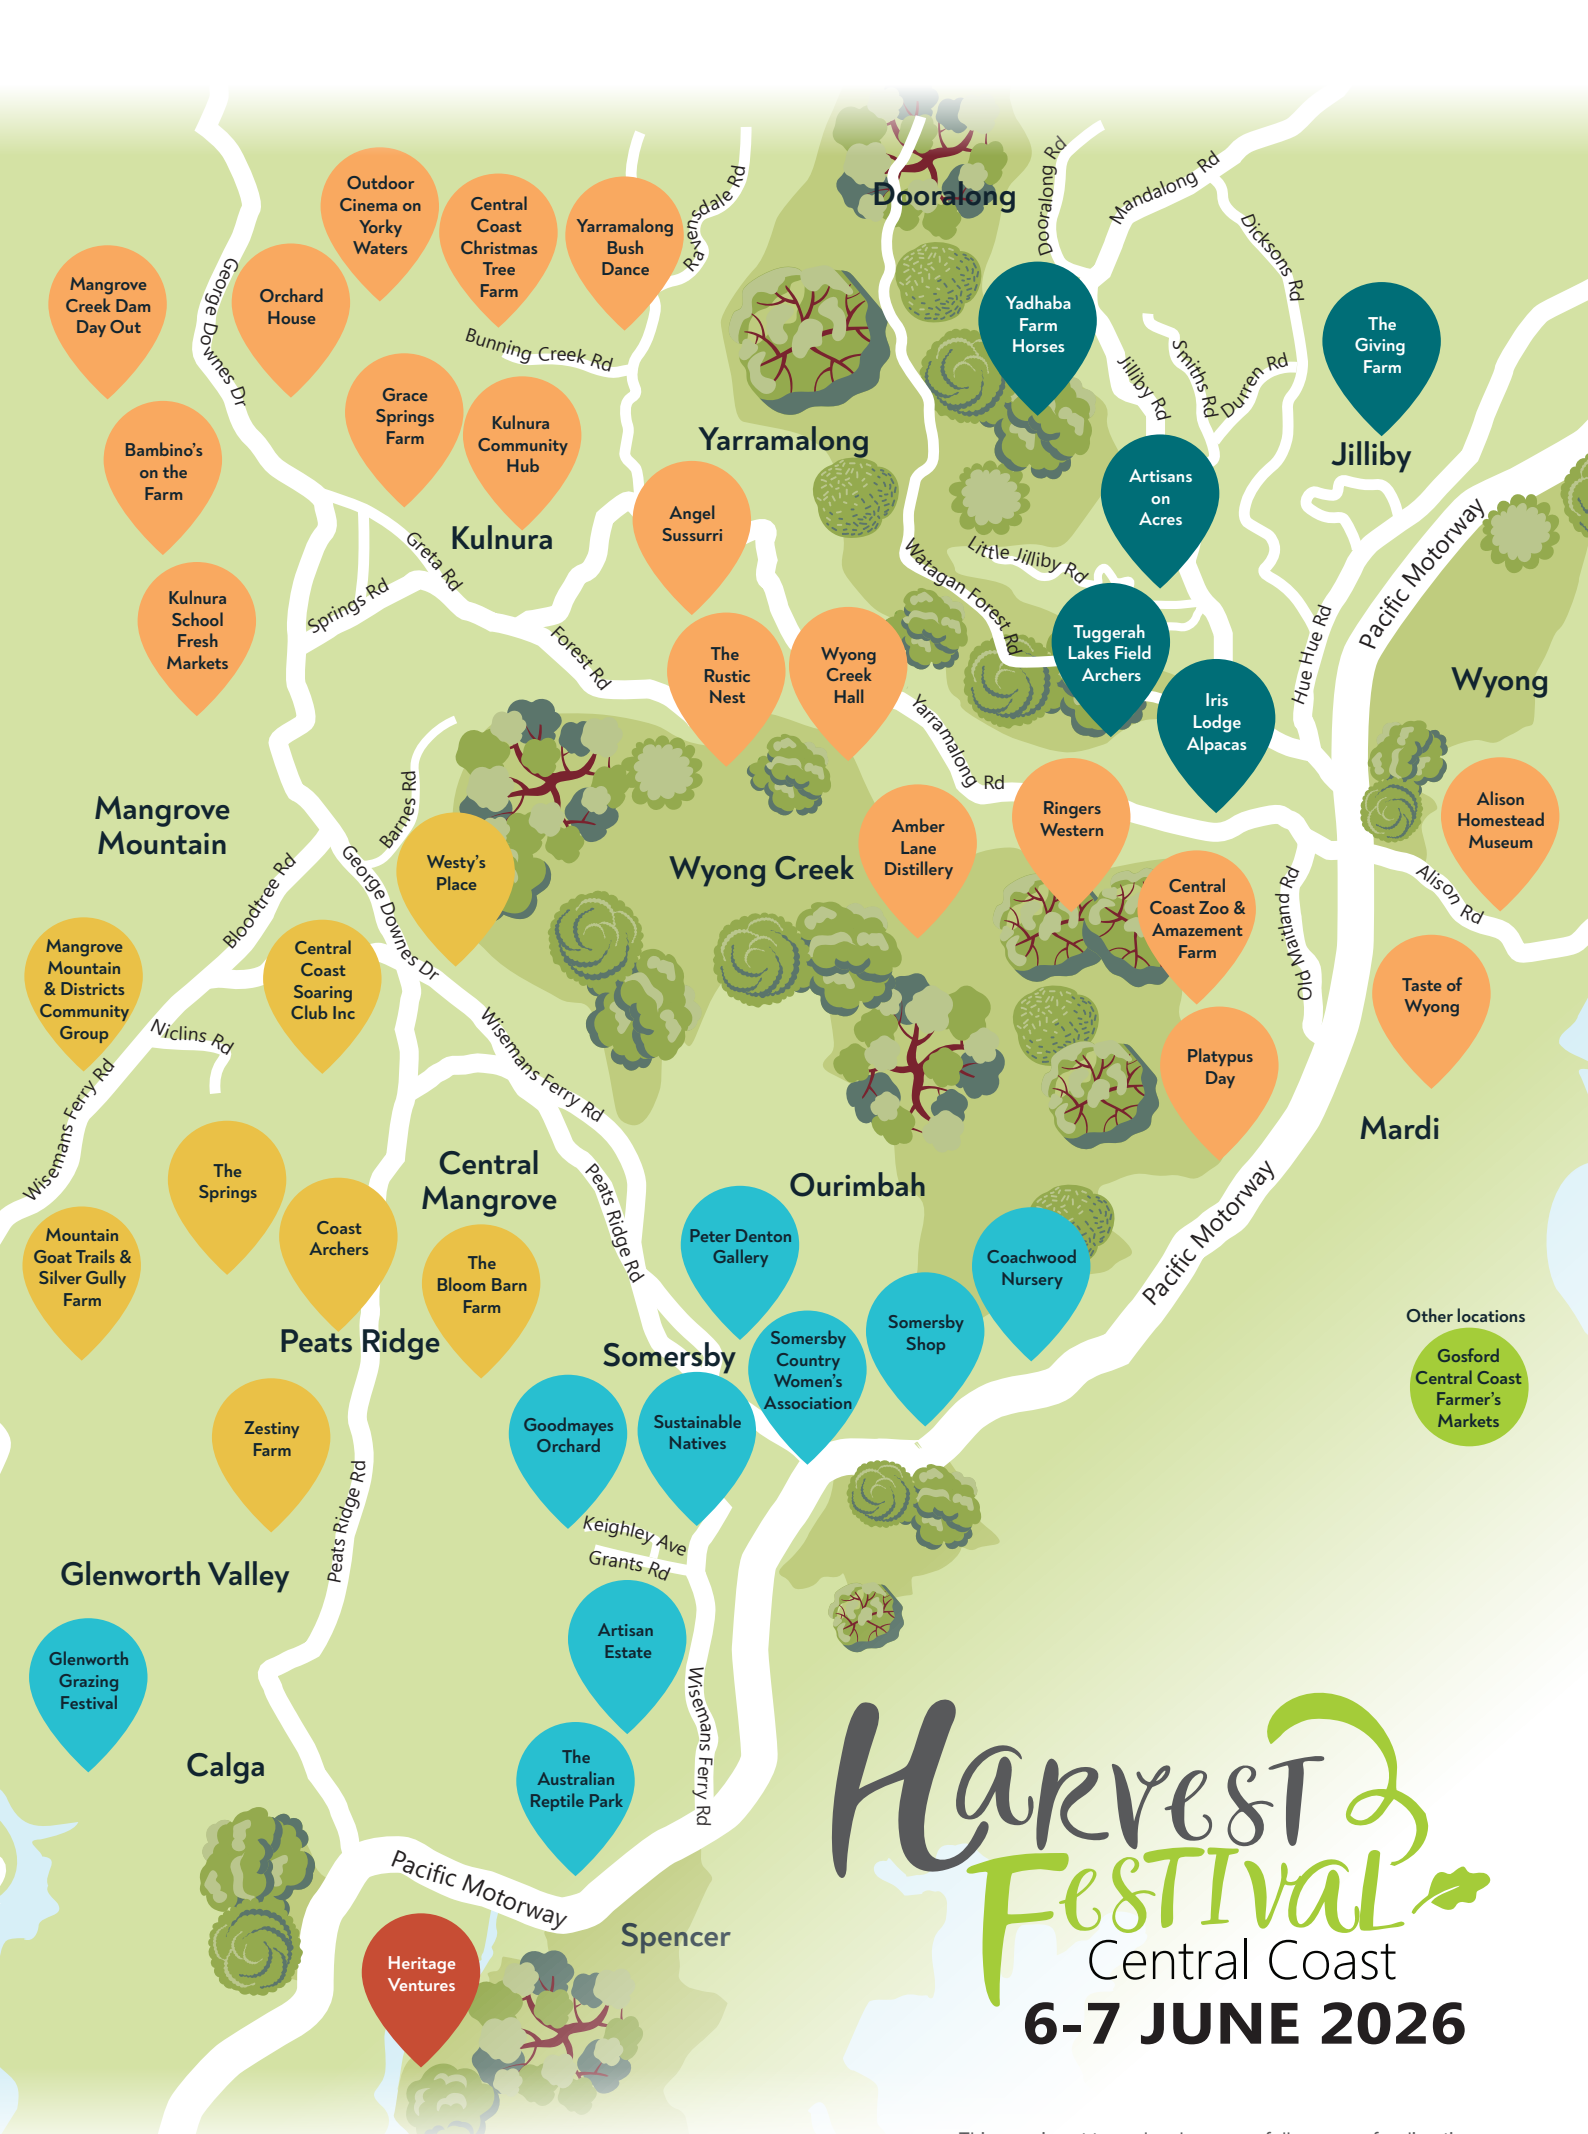 Dooralong
Dooralong Rd
Mandalong Rd
Dicksons Rd
Ravensdale Rd
George Downes Dr
Outdoor
Cinema on
Yorky
Waters
Central
Coast
Christmas
Tree
Farm
Yarramalong
Bush
Dance
Mangrove
Creek Dam
Day Out
Orchard
House
Yadhaba
Farm
Horses
The
Giving
Farm
Bunning Creek Rd
Jilliby Rd
Smiths Rd
Durren Rd
Grace
Springs
Farm
Kulnura
Community
Hub
Yarramalong
Jilliby
Bambino's
on the
Farm
Artisans
on
Acres
Angel
Sussurri
Kulnura
Greta Rd
Springs Rd
Little Jilliby Rd
Watagan Forest Rd
Pacific Motorway
Kulnura
School
Fresh
Markets
Forest Rd
The
Rustic
Nest
Wyong
Creek
Hall
Tuggerah
Lakes Field
Archers
Iris
Lodge
Alpacas
Hue Hue Rd
Wyong
Yarramalong Rd
Barnes Rd
Mangrove
Mountain
Westy's
Place
Wyong Creek
Amber
Lane
Distillery
Ringers
Western
Alison
Homestead
Museum
Central
Coast Zoo &
Amazement
Farm
Old Maitland Rd
Alison Rd
Bloodtree Rd
George Downes Dr
Mangrove
Mountain
& Districts
Community
Group
Central
Coast
Soaring
Club Inc
Taste of
Wyong
Niclins Rd
Wisemans Ferry Rd
Wisemans Ferry Rd
Platypus
Day
Mardi
The
Springs
Central
Mangrove
Peats Ridge Rd
Ourimbah
Pacific Motorway
Mountain
Goat Trails &
Silver Gully
Farm
Coast
Archers
The
Bloom Barn
Farm
Peter Denton
Gallery
Coachwood
Nursery
Somersby
Shop
Somersby
Country
Women's
Association
Other locations
Gosford
Central Coast
Farmer's
Markets
Peats Ridge
Somersby
Zestiny
Farm
Goodmayes
Orchard
Sustainable
Natives
Peats Ridge Rd
Keighley Ave
Grants Rd
Glenworth Valley
Glenworth
Grazing
Festival
Artisan
Estate
Wisemans Ferry Rd
Calga
The
Australian
Reptile Park
Pacific Motorway
Spencer
Heritage
Ventures
Harvest
Festival
Central Coast
6-7 JUNE 2026